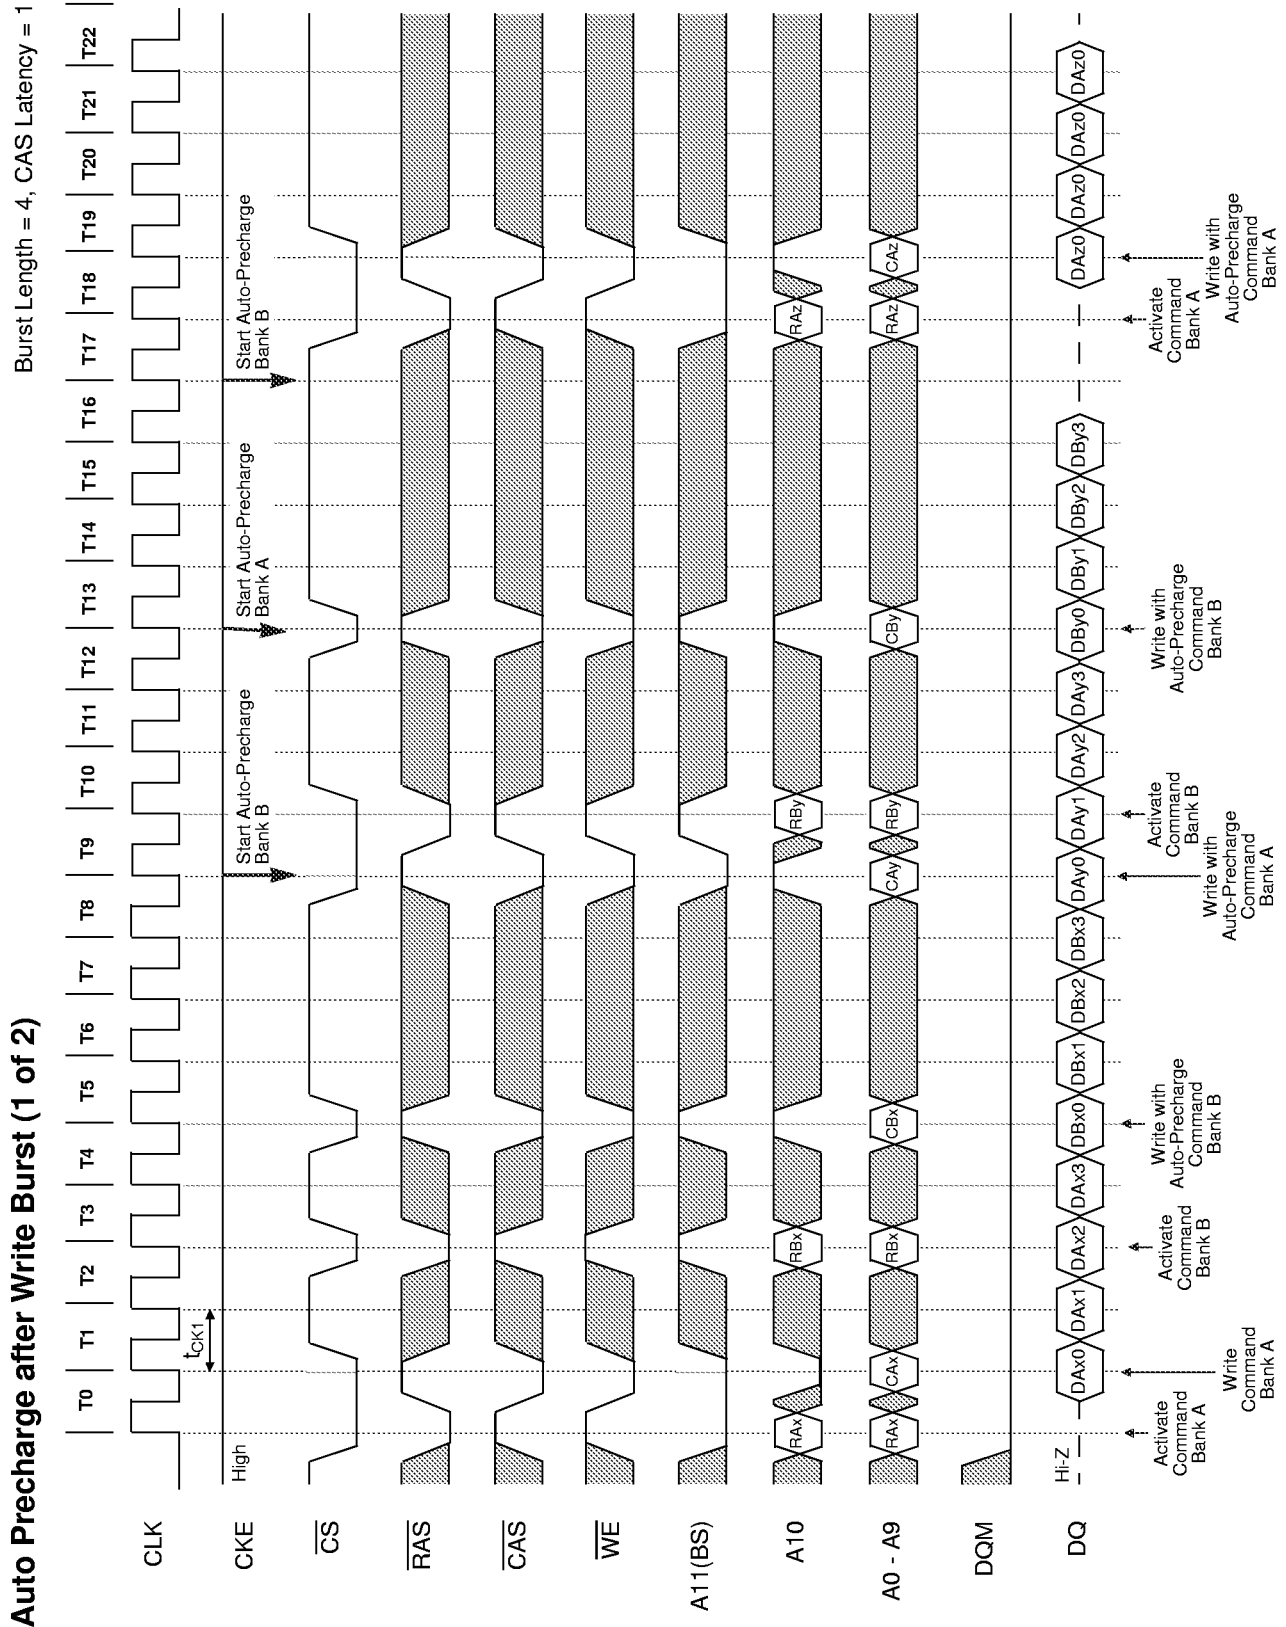 Auto Precharge after Write Burst (1 of 2)
Burst Length = 4, CAS Latency = 1
T0 T1 T2 T3 T4 T5 T6 T7 T8 T9 T10 T11 T12 T13 T14 T15 T16 T17 T18 T19 T20 T21 T22
CLK
tCK1
CKE
High
Start Auto-Precharge
Bank B
Start Auto-Precharge
Bank A
Start Auto-Precharge
Bank B
CS
RAS
CAS
WE
A11(BS)
A10
RAx RBx RBy RAz
A0 - A9
RAx CAx RBx CBx CAy RBy CBy RAz CAz
DQM
DQ
Hi-Z
DAx0 DAx1 DAx2 DAx3 DBx0 DBx1 DBx2 DBx3 DAy0 DAy1 DAy2 DAy3 DBy0 DBy1 DBy2 DBy3 DAz0 DAz0 DAz0 DAz0
Activate
Command
Bank A
Write
Command
Bank A
Activate
Command
Bank B
Write with
Auto-Precharge
Command
Bank B
Write with
Auto-Precharge
Command
Bank A
Activate
Command
Bank B
Write with
Auto-Precharge
Command
Bank B
Activate
Command
Bank A
Write with
Auto-Precharge
Command
Bank A